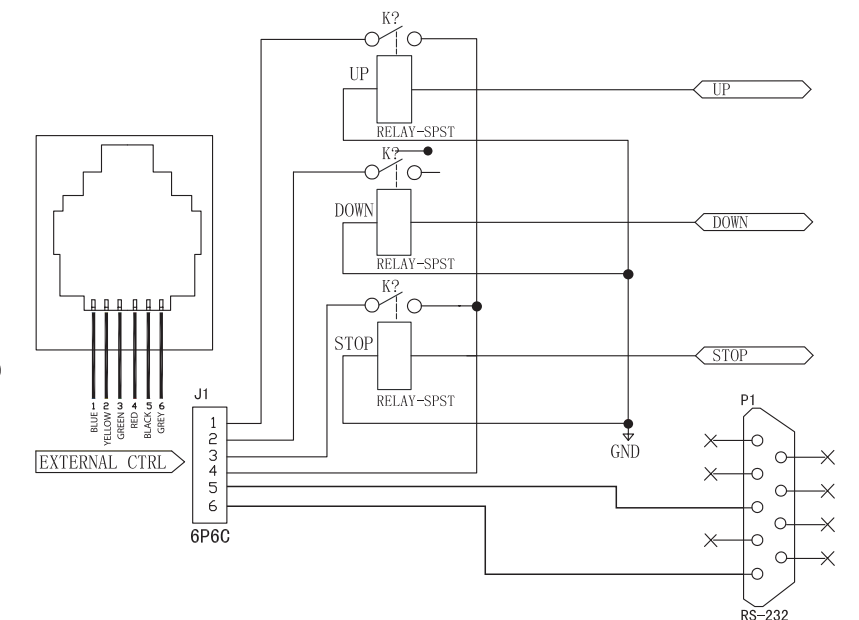 K?
UP
UP
RELAY-SPST
K?
DOWN
DOWN
RELAY-SPST
K?
STOP
STOP
RELAY-SPST
GND
1 2 3 4 5 6
BLUE
YELLOW
GREEN
RED
BLACK
GREY
EXTERNAL CTRL
J1
1
2
3
4
5
6
6P6C
P1
RS-232